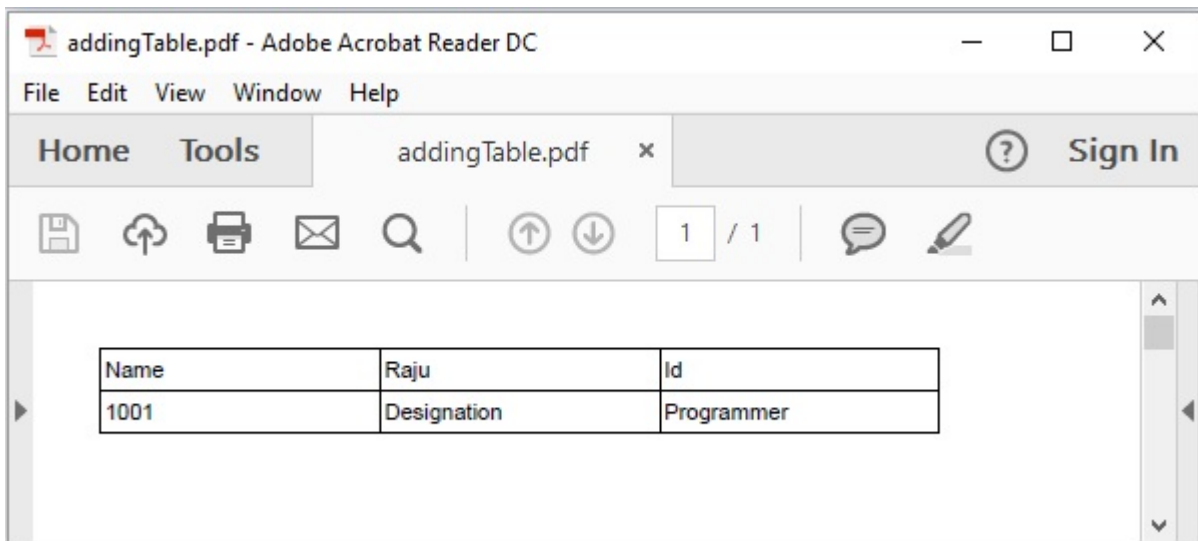 addingTable.pdf - Adobe Acrobat Reader DC
File Edit View Window Help
Home Tools addingTable.pdf × ? Sign In
1 / 1
Name Raju Id
1001 Designation Programmer